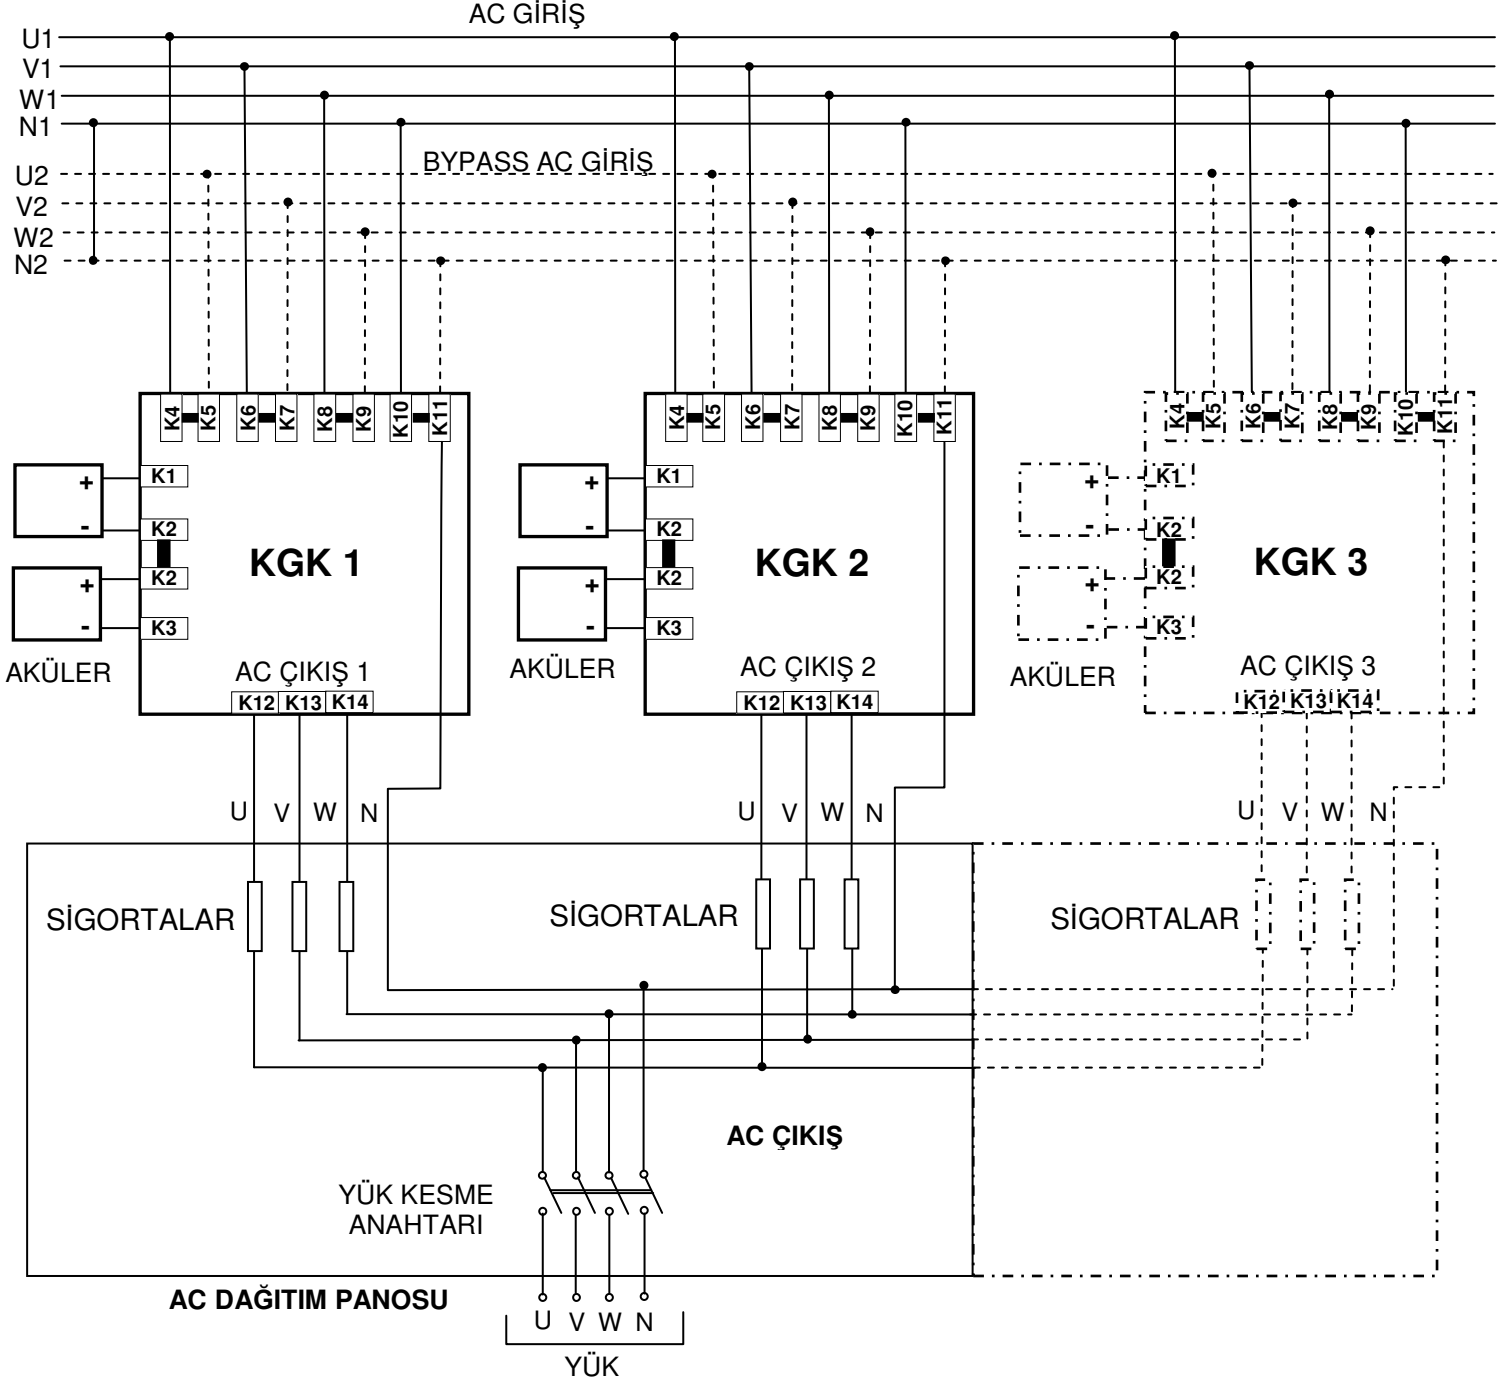 AC GİRİŞ
U1
V1
W1
N1
BYPASS AC GİRİŞ
U2
V2
W2
N2
K4 K5 K6 K7 K8 K9 K10 K11
K4 K5 K6 K7 K8 K9 K10 K11
K4 K5 K6 K7 K8 K9 K10 K11
+ K1
- K2
KGK 1
+ K2
- K3
AKÜLER
AC ÇIKIŞ 1
K12 K13 K14
+ K1
- K2
KGK 2
+ K2
- K3
AKÜLER
AC ÇIKIŞ 2
K12 K13 K14
+ K1
- K2
KGK 3
+ K2
- K3
AKÜLER
AC ÇIKIŞ 3
K12 K13 K14
U V W N
U V W N
U V W N
SİGORTALAR
SİGORTALAR
SİGORTALAR
AC ÇIKIŞ
YÜK KESME
ANAHTARI
AC DAĞITIM PANOSU
U V W N
YÜK